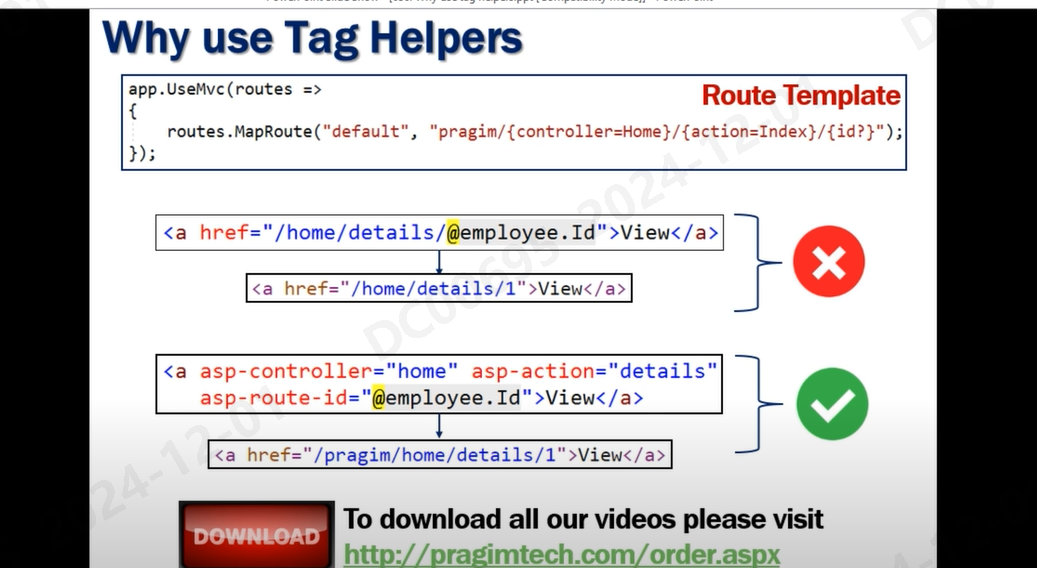 Why use Tag Helpers
app.UseMvc(routes =>
Route Template
{
routes.MapRoute("default", "pragim/{controller=Home}/{action=Index}/{id?}");
});
<a href="/home/details/@employee.Id">View</a>
<a href="/home/details/1">View</a>
<a asp-controller="home" asp-action="details"
asp-route-id="@employee.Id">View</a>
<a href="/pragim/home/details/1">View</a>
DOWNLOAD
To download all our videos please visit
http://pragimtech.com/order.aspx